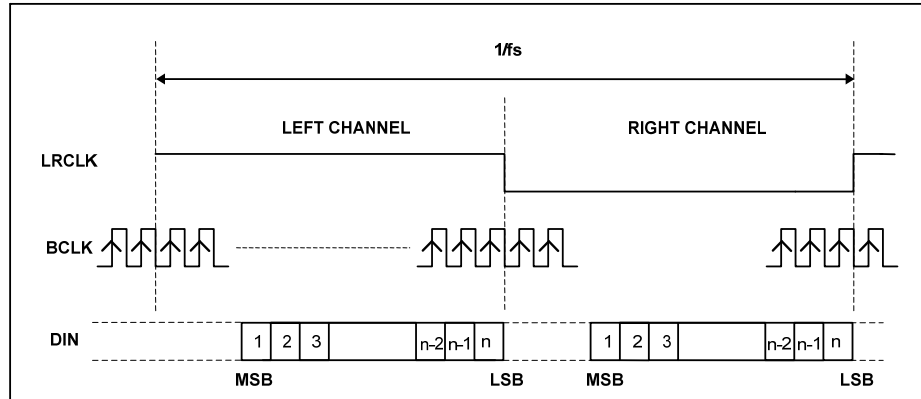 1/fs
LEFT CHANNEL
RIGHT CHANNEL
LRCLK
BCLK
DIN
1 2 3 n-2 n-1 n 1 2 3 n-2 n-1 n
MSB LSB MSB LSB